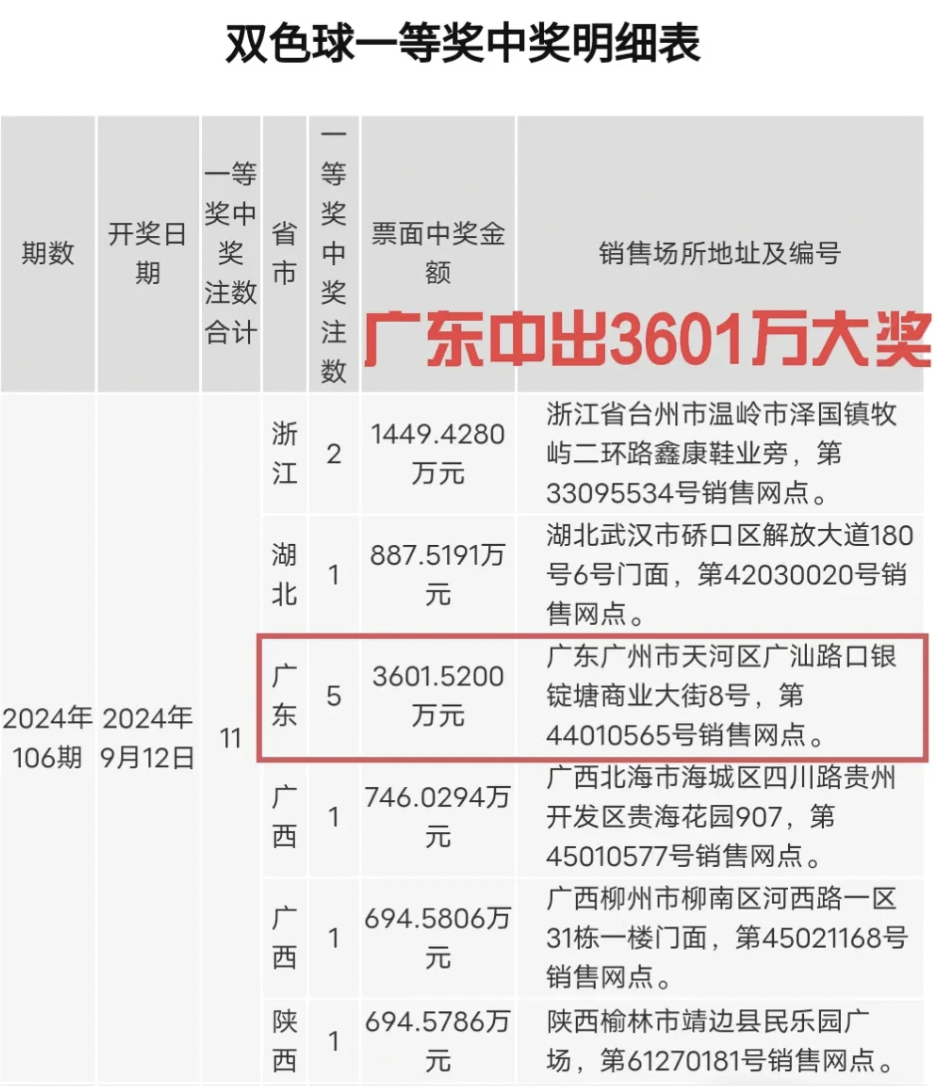 双色球一等奖中奖明细表
期数
开奖日
期
一等
奖中
奖
注数
合计
省
市
一
等
奖
中
奖
注
数
票面中奖金
额
销售场所地址及编号
广东中出3601万大奖
2024年
106期
2024年
9月12日
11
浙
江
2
1449.4280
万元
浙江省台州市温岭市泽国镇牧
屿二环路鑫康鞋业旁，第
33095534号销售网点。
湖
北
1
887.5191万
元
湖北武汉市硚口区解放大道180
号6号门面，第42030020号销
售网点。
广
东
5
3601.5200
万元
广东广州市天河区广汕路口银
锭塘商业大街8号，第
44010565号销售网点。
广
西
1
746.0294万
元
广西北海市海城区四川路贵州
开发区贵海花园907，第
45010577号销售网点。
广
西
1
694.5806万
元
广西柳州市柳南区河西路一区
31栋一楼门面，第45021168号
销售网点。
陕
西
1
694.5786万
元
陕西榆林市靖边县民乐园广
场，第61270181号销售网点。